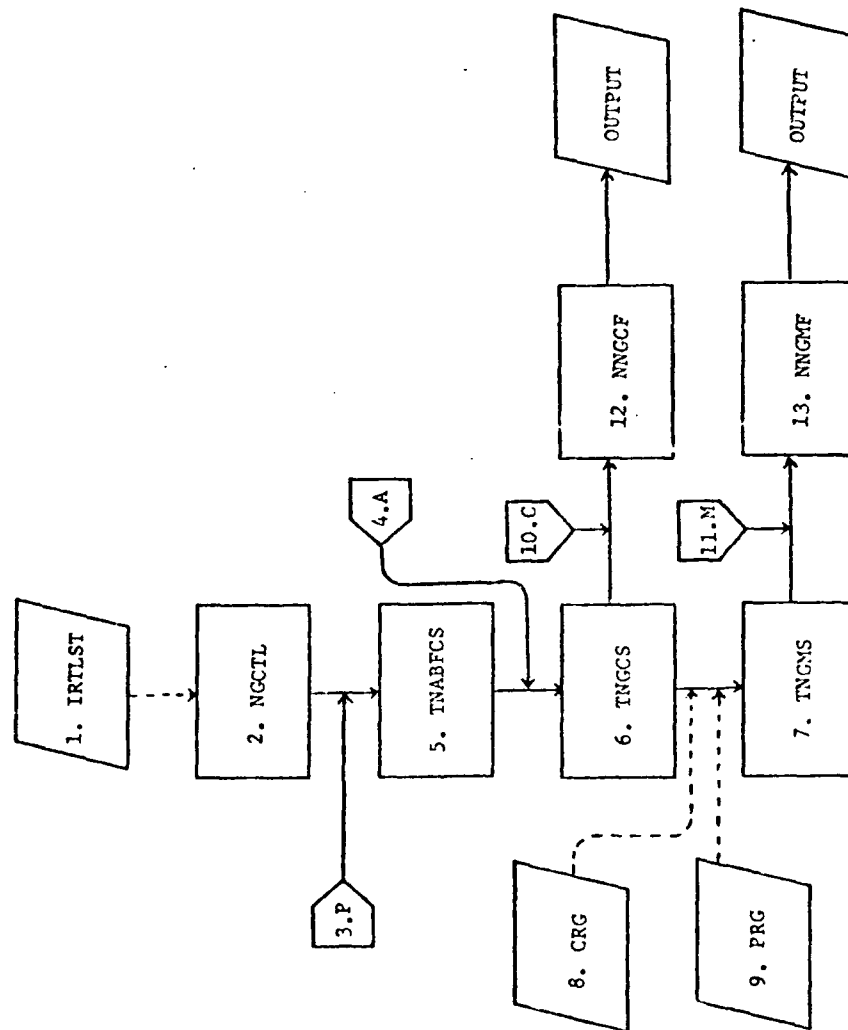 1. IRTLST
2. NGCTL
3.P
4.A
5. TNABFCS
6. TNGCS
7. TNGMS
8. CRG
9. PRG
10.C
11.M
12. NNGCF
13. NNGMF
OUTPUT
OUTPUT